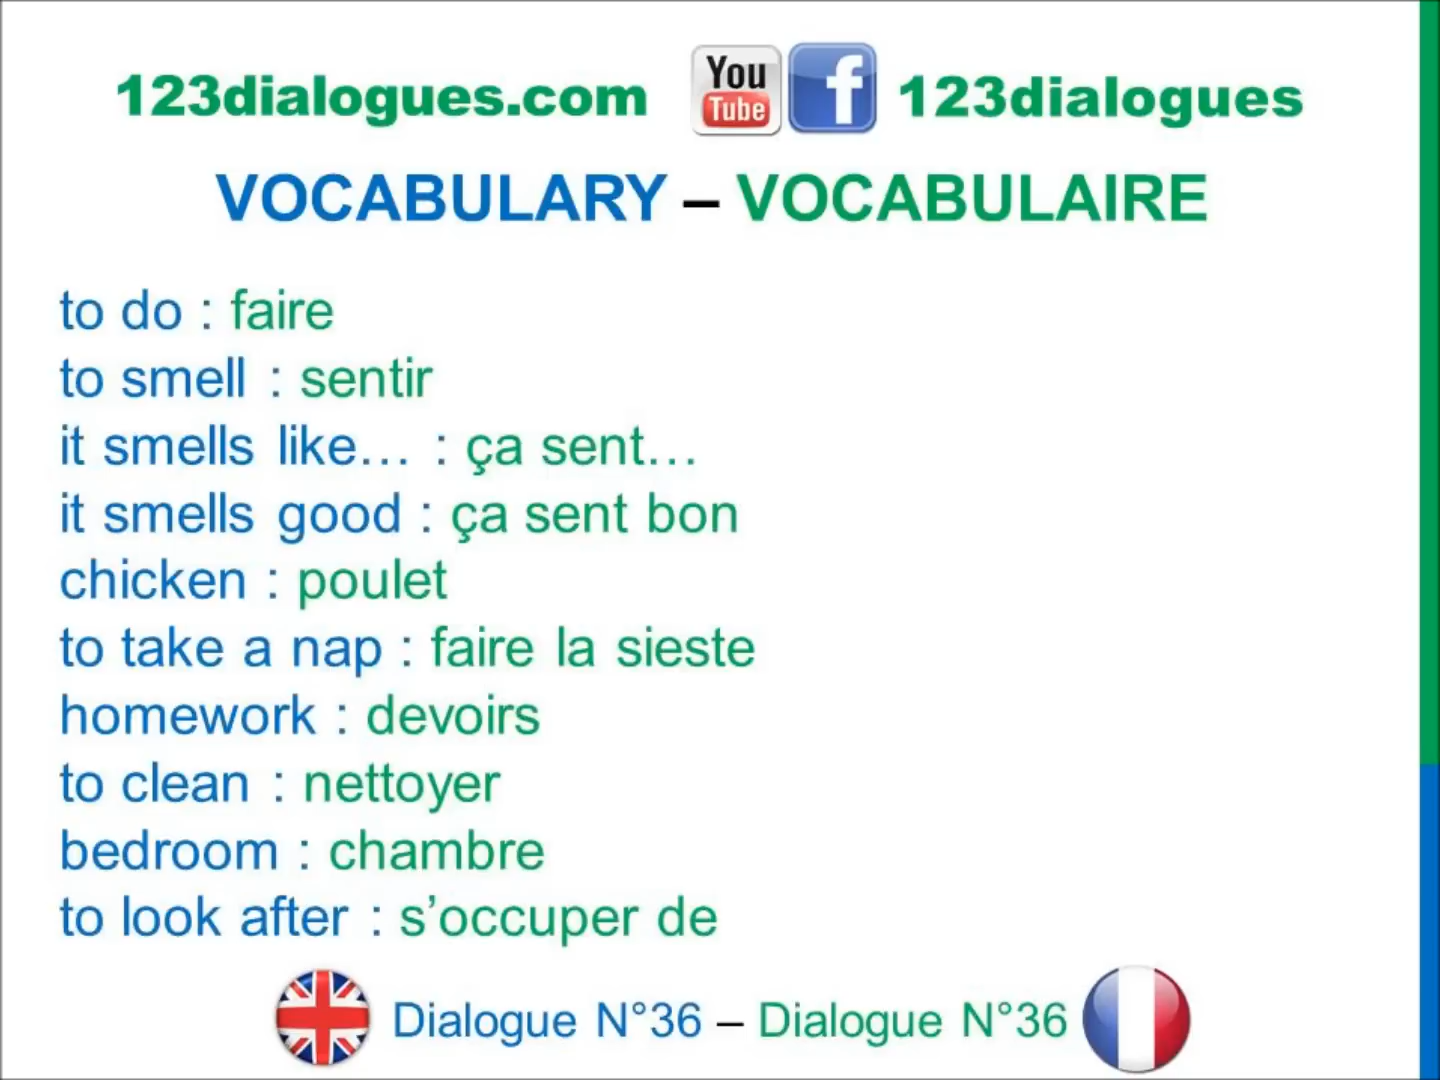 123dialogues.com You Tube f 123dialogues
VOCABULARY – VOCABULAIRE
to do : faire
to smell : sentir
it smells like… : ça sent…
it smells good : ça sent bon
chicken : poulet
to take a nap : faire la sieste
homework : devoirs
to clean : nettoyer
bedroom : chambre
to look after : s’occuper de
Dialogue N°36 – Dialogue N°36